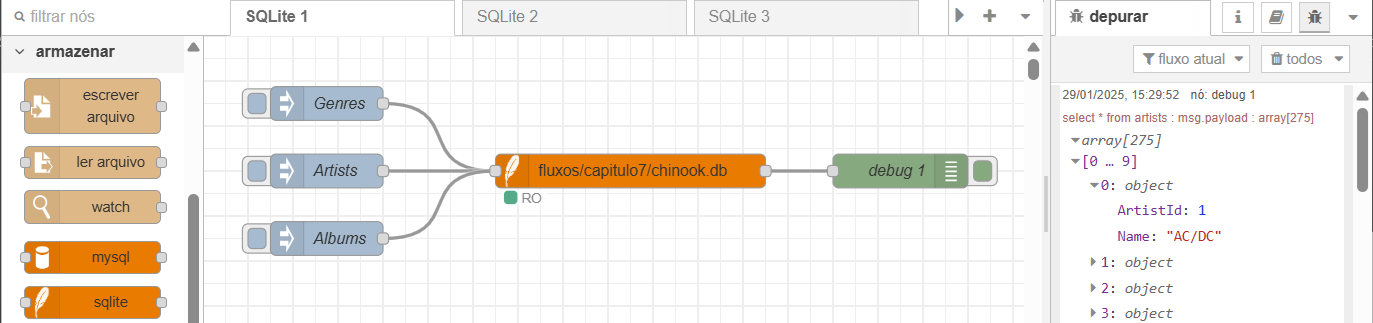 filtrar nós
armazenar
escrever
arquivo
ler arquivo
watch
mysql
sqlite
SQLite 1
SQLite 2
SQLite 3
Genres
Artists
Albums
fluxos/capitulo7/chinook.db
RO
debug 1
depurar
i
fluxo atual
todos
29/01/2025, 15:29:52 nó: debug 1
select * from artists : msg.payload : array[275]
array[275]
[0 … 9]
0: object
ArtistId: 1
Name: "AC/DC"
1: object
2: object
3: object